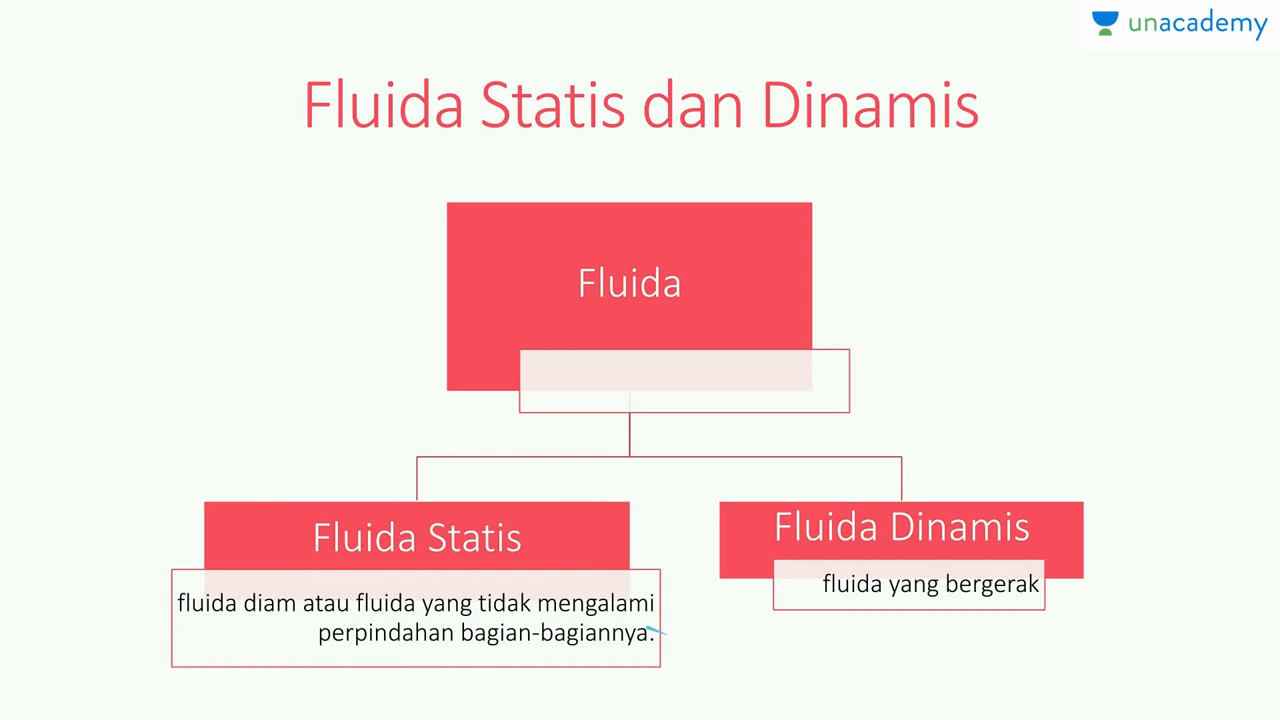 unacademy
Fluida Statis dan Dinamis
Fluida
Fluida Statis
fluida diam atau fluida yang tidak mengalami
perpindahan bagian-bagiannya.
Fluida Dinamis
fluida yang bergerak